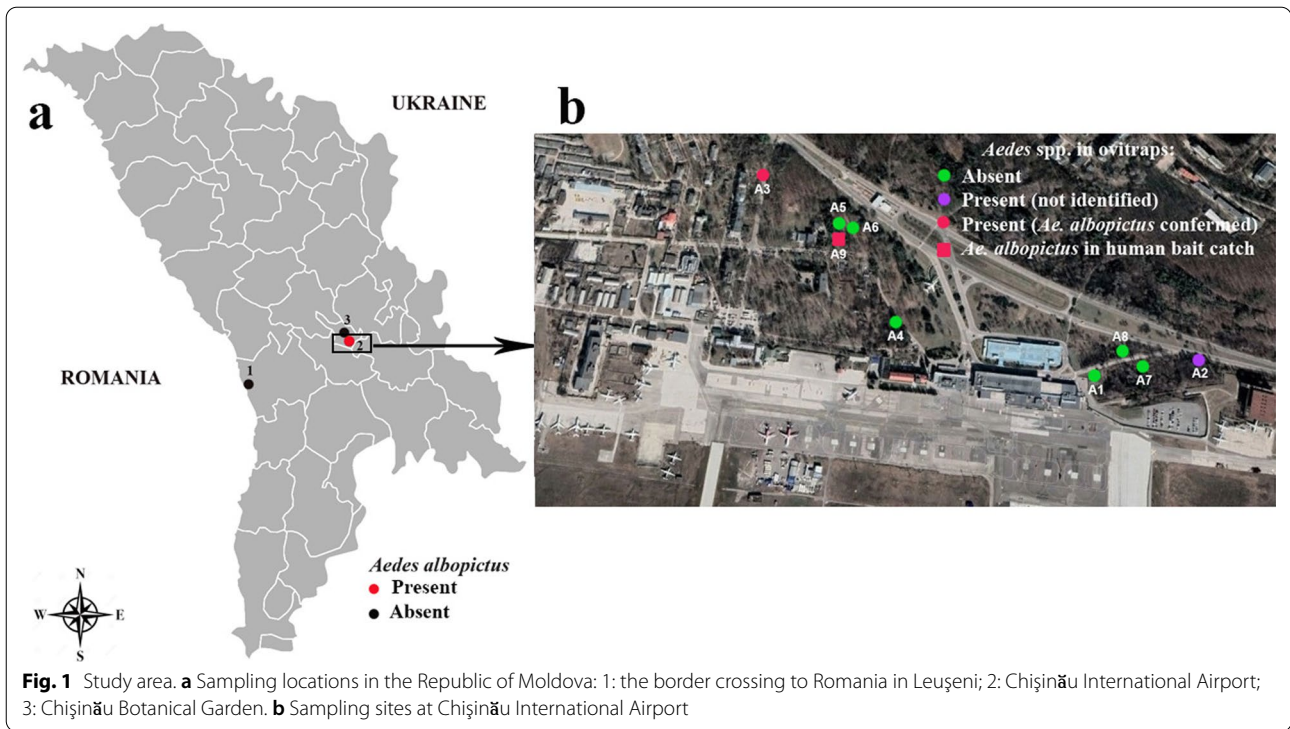 a
UKRAINE
b
Aedes spp. in ovitraps:
Absent
Present (not identified)
Present (Ae. albopictus confermed)
Ae. albopictus in human bait catch
A3
A5
A6
A9
A4
A8
A1
A7
A2
3
2
1
ROMANIA
Aedes albopictus
Present
Absent
N
W
E
S
Fig. 1 Study area. a Sampling locations in the Republic of Moldova: 1: the border crossing to Romania in Leuşeni; 2: Chişinău International Airport;
3: Chişinău Botanical Garden. b Sampling sites at Chişinău International Airport